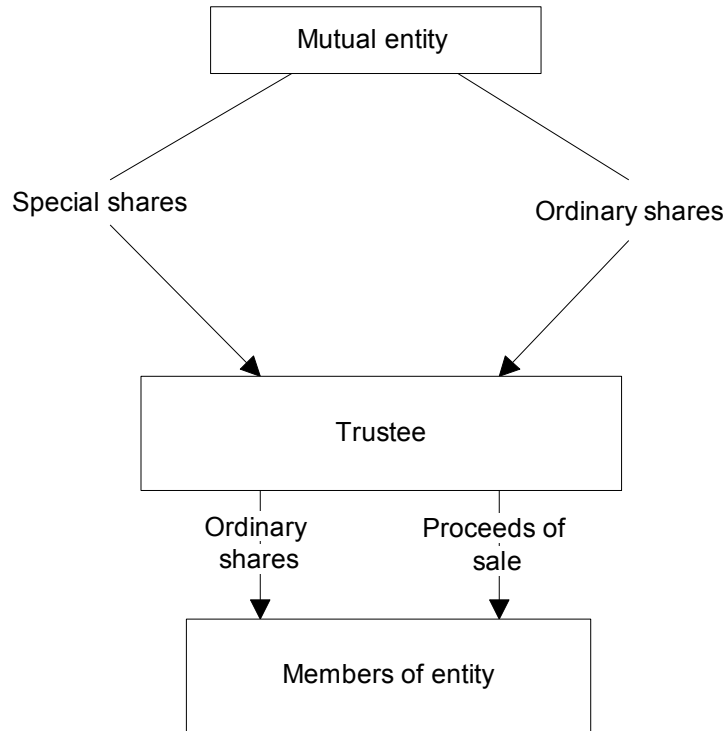 Mutual entity
Special shares
Ordinary shares
Trustee
Ordinary
shares
Proceeds of
sale
Members of entity